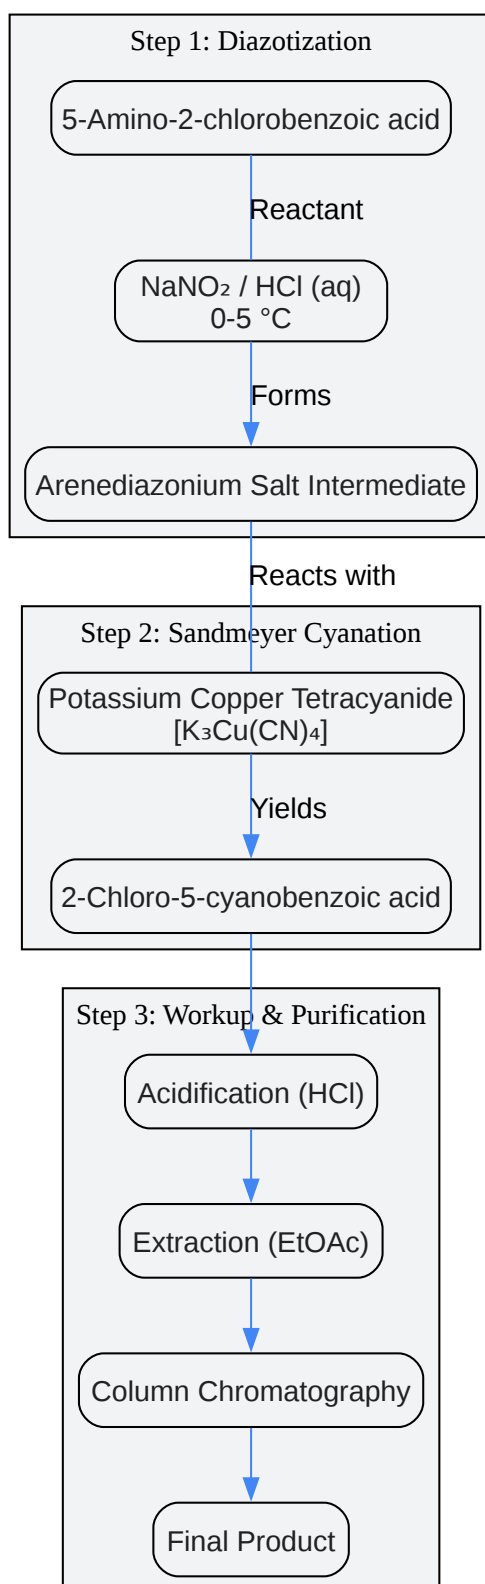 Step 1: Diazotization
5-Amino-2-chlorobenzoic acid
Reactant
NaNO₂ / HCl (aq)
0-5 °C
Forms
Arenediazonium Salt Intermediate
Reacts with
Step 2: Sandmeyer Cyanation
Potassium Copper Tetracyanide
[K₃Cu(CN)₄]
Yields
2-Chloro-5-cyanobenzoic acid
Step 3: Workup & Purification
Acidification (HCl)
Extraction (EtOAc)
Column Chromatography
Final Product